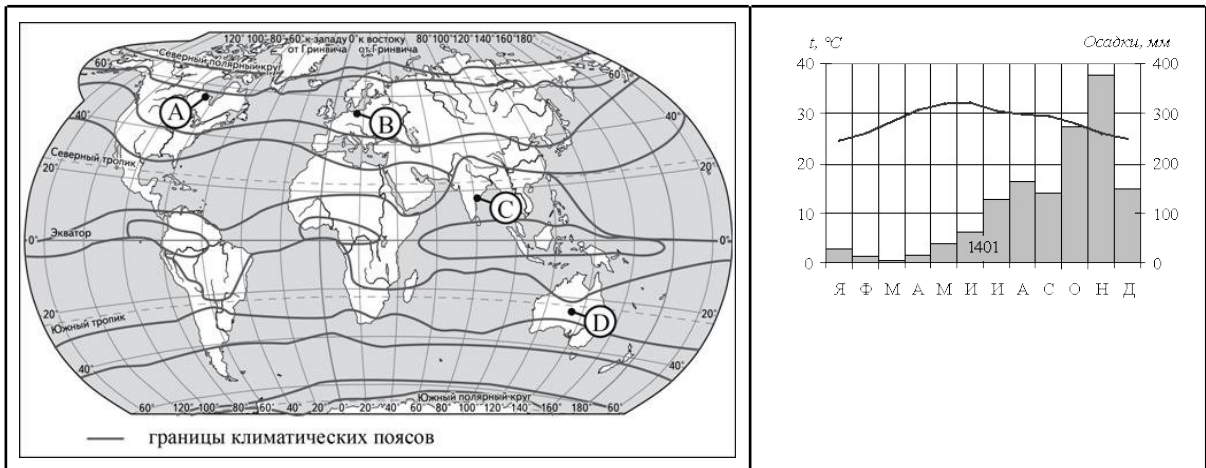 120°100°80°60° к западу 0° к востоку 80°100°120°140°160°180°
от Гринвича от Гринвича
Северный полярный круг
60° 60°
A
B
40° 40°
Северный тропик
20° 20°
C
Экватор
0° 0°
D
20° 20°
Южный тропик
40° 40°
Южный полярный круг
60° 120°100°80°60°40°20°0°20°40°60°80°100°120°140° 180° 60°
границы климатических поясов
t, °C Осадки, мм
40 400
30 300
20 200
10 100
1401
0 0
Я Ф М А М И И А С О Н Д